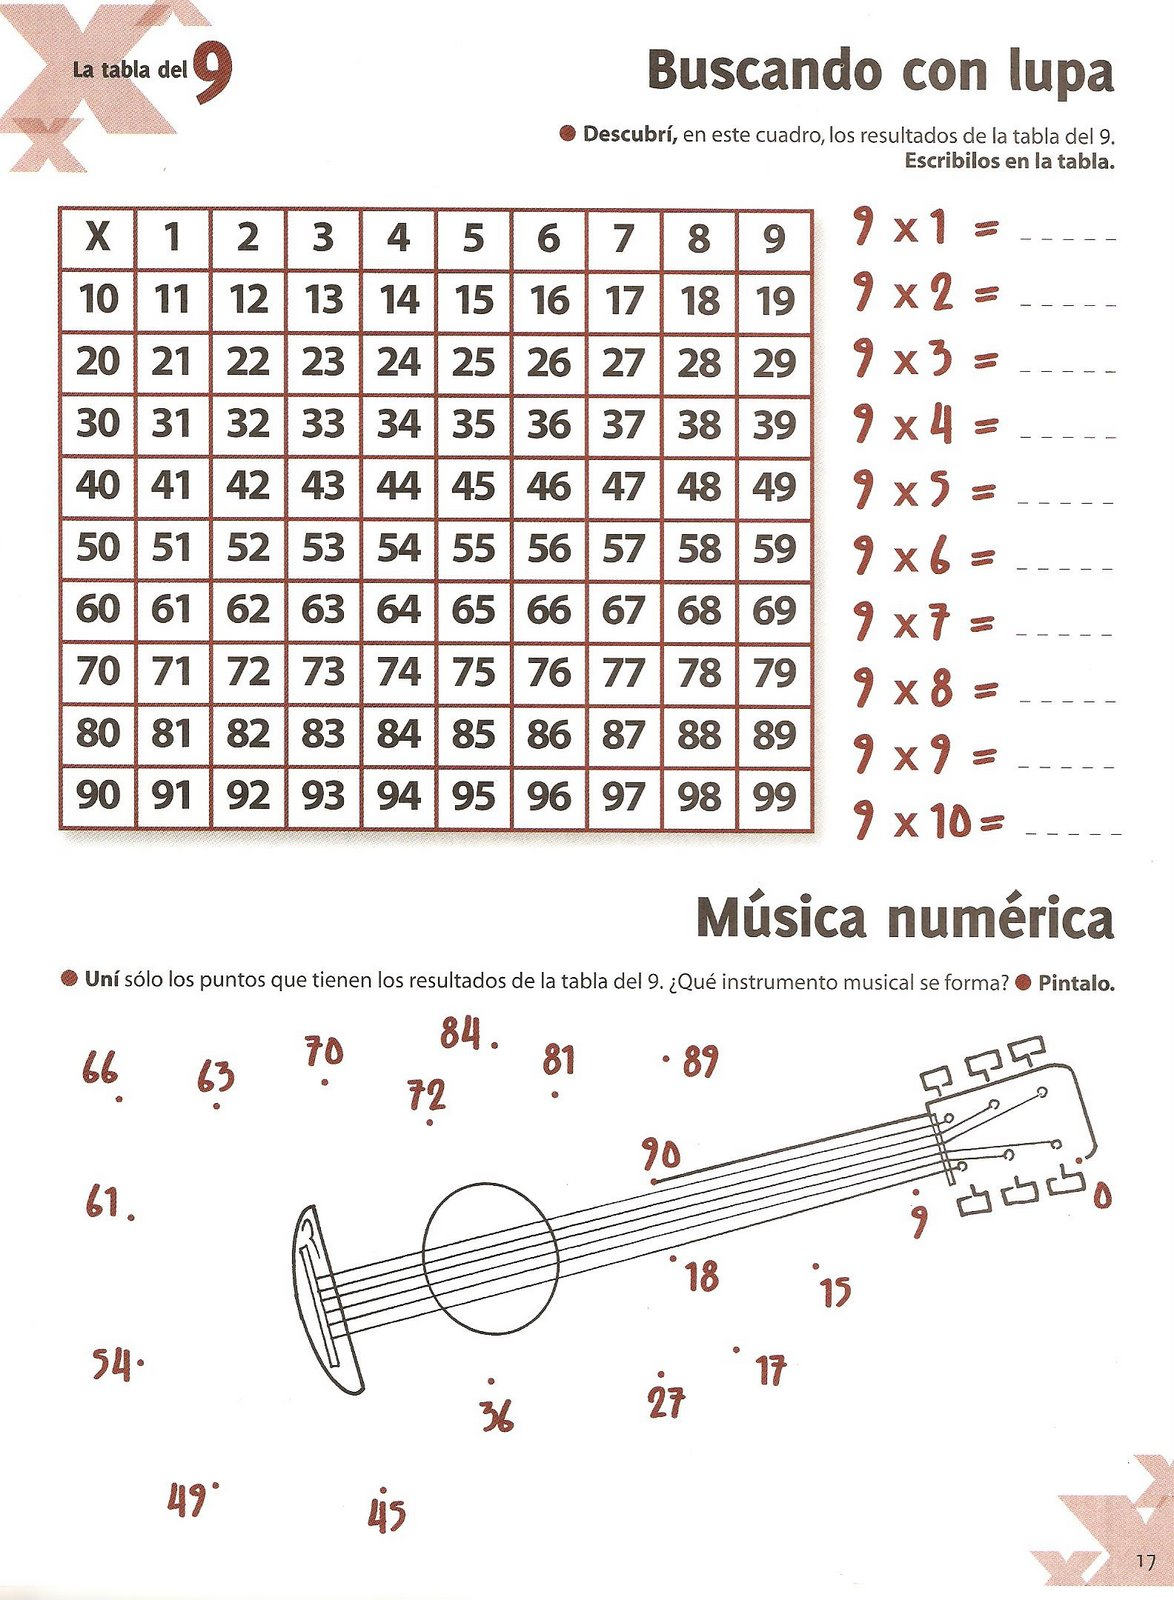 La tabla del 9
Buscando con lupa
● Descubrí, en este cuadro, los resultados de la tabla del 9.
Escribilos en la tabla.
X 1 2 3 4 5 6 7 8 9
10 11 12 13 14 15 16 17 18 19
20 21 22 23 24 25 26 27 28 29
30 31 32 33 34 35 36 37 38 39
40 41 42 43 44 45 46 47 48 49
50 51 52 53 54 55 56 57 58 59
60 61 62 63 64 65 66 67 68 69
70 71 72 73 74 75 76 77 78 79
80 81 82 83 84 85 86 87 88 89
90 91 92 93 94 95 96 97 98 99
9 x 1 = _ _ _ _ _
9 x 2 = _ _ _ _ _
9 x 3 = _ _ _ _ _
9 x 4 = _ _ _ _ _
9 x 5 = _ _ _ _ _
9 x 6 = _ _ _ _ _
9 x 7 = _ _ _ _ _
9 x 8 = _ _ _ _ _
9 x 9 = _ _ _ _ _
9 x 10 = _ _ _ _ _
Música numérica
● Uní sólo los puntos que tienen los resultados de la tabla del 9. ¿Qué instrumento musical se forma? ● Pintalo.
66
63
70
84
72
81
89
90
61
9
0
18
15
54
36
27
17
49
45
17